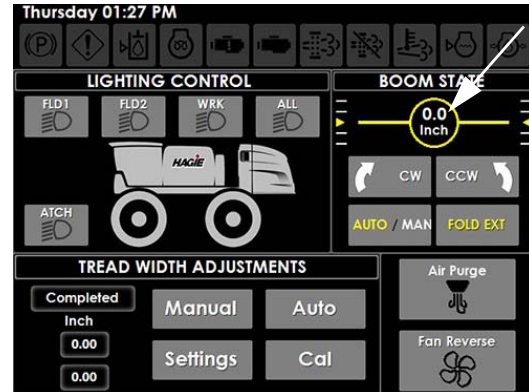 Thursday 01:27 PM
LIGHTING CONTROL
FLD1 FLD2 WRK ALL
HAGIE
ATCH
BOOM STATE
0.0
Inch
CW CCW
AUTO / MAN FOLD EXT
TREAD WIDTH ADJUSTMENTS
Completed
Inch
0.00
0.00
Manual Auto
Settings Cal
Air Purge
Fan Reverse